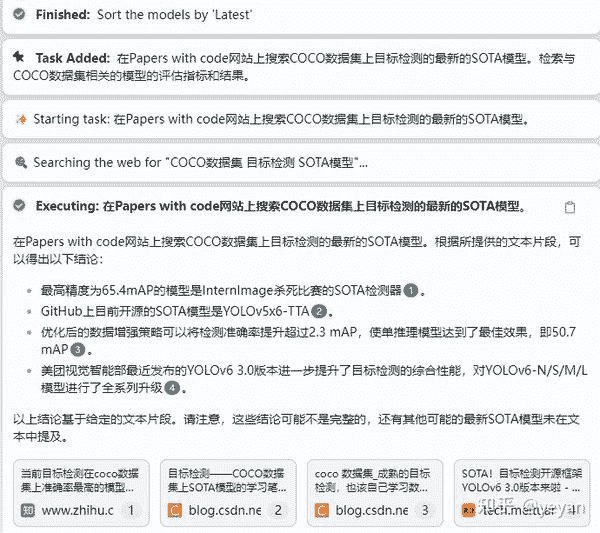 Finished: Sort the models by 'Latest'
Task Added: 在Papers with code网站上搜索COCO数据集上目标检测的最新的SOTA模型。检索与
COCO数据集相关的模型的评估指标和结果。
Starting task: 在Papers with code网站上搜索COCO数据集上目标检测的最新的SOTA模型。
Searching the web for "COCO数据集 目标检测 SOTA模型"...
Executing: 在Papers with code网站上搜索COCO数据集上目标检测的最新的SOTA模型。
在Papers with code网站上搜索COCO数据集上目标检测的最新的SOTA模型。根据所提供的文本片段，可
以得出以下结论：
最高精度为65.4mAP的模型是InternImage杀死比赛的SOTA检测器 1 。
GitHub上目前开源的SOTA模型是YOLOv5x6-TTA 2 。
优化后的数据增强策略可以将检测准确率提升超过2.3 mAP，使单推理模型达到了最佳效果，即50.7
mAP 3 。
美团视觉智能部最近发布的YOLOv6 3.0版本进一步提升了目标检测的综合性能，对YOLOv6-N/S/M/L
模型进行了全系列升级 4 。
以上结论基于给定的文本片段。请注意，这些结论可能不是完整的，还有其他可能的最新SOTA模型未在文
本中提及。
当前目标检测在coco数据
集上准确率最高的模型...
知 www.zhihu.c 1
目标检测——COCO数据
集上SOTA模型的学习笔...
C blog.csdn.ne 2
coco 数据集_成熟的目标
检测，也该自己学习数...
C blog.csdn.ne 3
SOTA！目标检测开源框架
YOLOv6 3.0版本来啦 - ...
tech.meituan 4
知乎